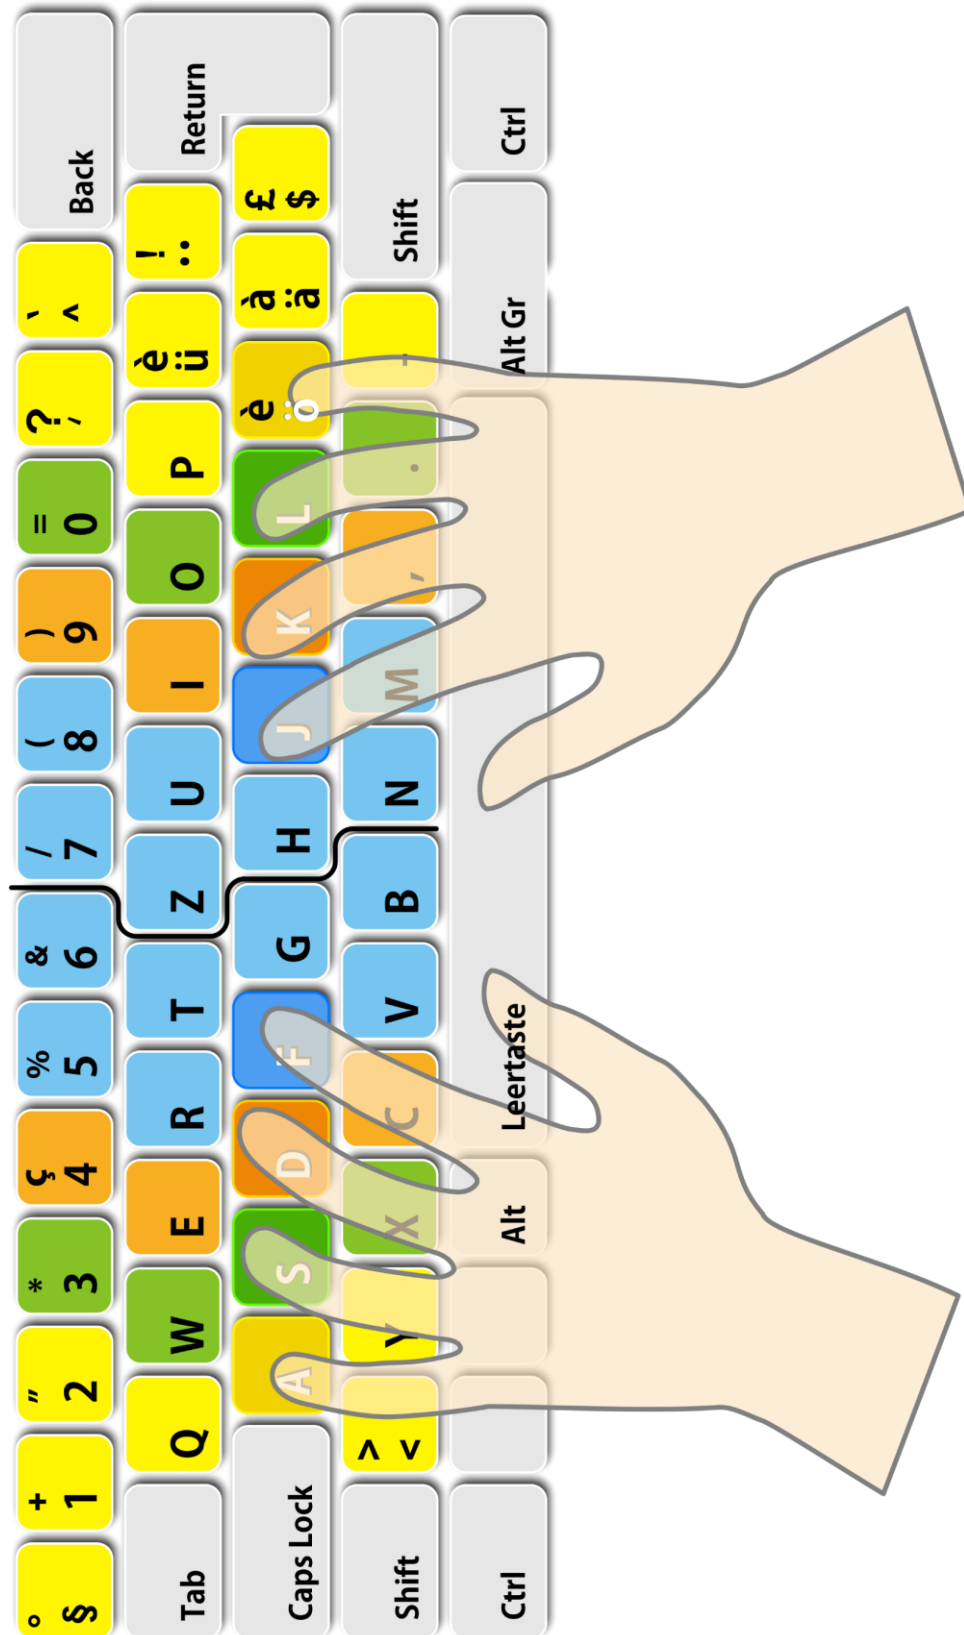 ° + " * ç % & / ( ) = ? `
§ 1 2 3 4 5 6 7 8 9 0 ' ^ Back
è !
Tab Q W E R T Z U I O P ü ¨ Return
è à £
Caps Lock A S D F G H J K L ö ä $
>
Shift < Y X C V B N M , . - Shift
Ctrl Alt Leertaste Alt Gr Ctrl